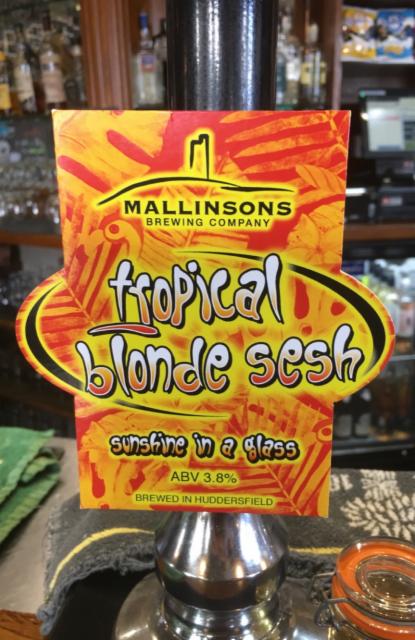 MALLINSONS
BREWING COMPANY
tropical
blonde sesh
sunshine in a glass
ABV 3.8%
BREWED IN HUDDERSFIELD